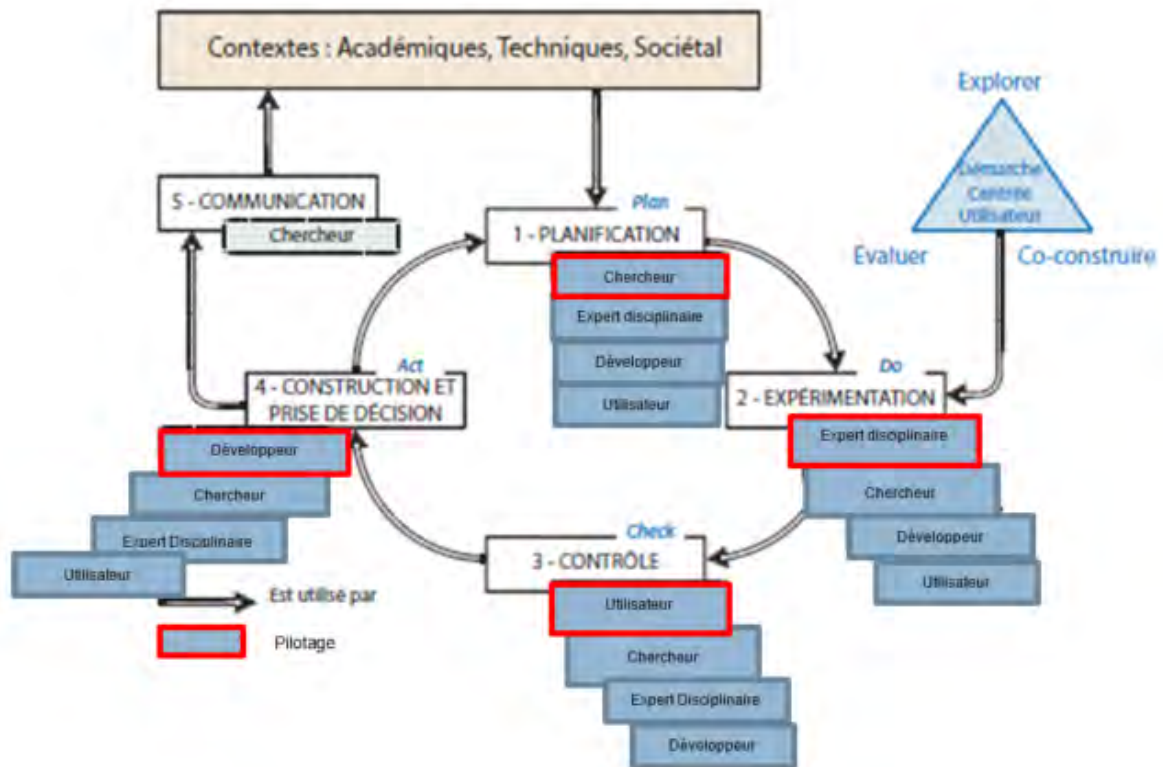 Contextes : Académiques, Techniques, Sociétal
Explorer
Démarche
Centrée
Utilisateur
Evaluer
Co-construire
5 - COMMUNICATION
Chercheur
Plan
1 - PLANIFICATION
Chercheur
Expert disciplinaire
Développeur
Utilisateur
Do
2 - EXPÉRIMENTATION
Expert disciplinaire
Chercheur
Développeur
Utilisateur
Act
4 - CONSTRUCTION ET
PRISE DE DÉCISION
Développeur
Chercheur
Expert Disciplinaire
Utilisateur
Check
3 - CONTRÔLE
Utilisateur
Chercheur
Expert Disciplinaire
Développeur
Est utilisé par
Pilotage